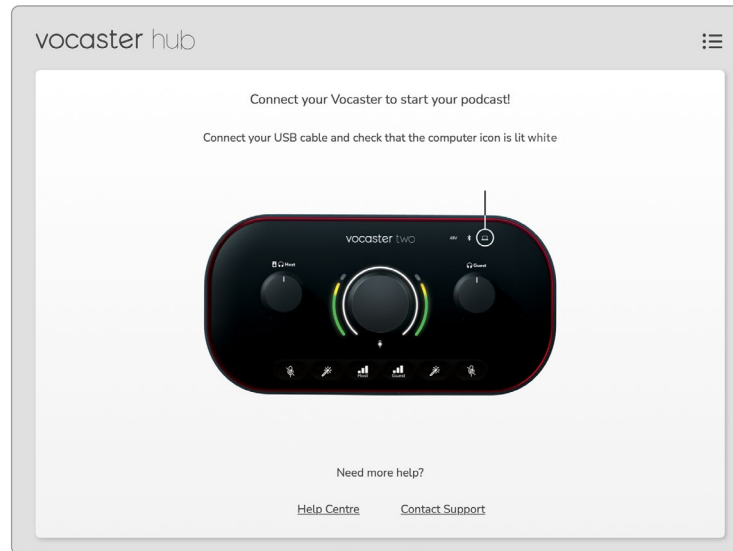 vocaster hub
Connect your Vocaster to start your podcast!
Connect your USB cable and check that the computer icon is lit white
vocaster two
48V
Host
Guest
Host
Guest
Need more help?
Help Centre
Contact Support